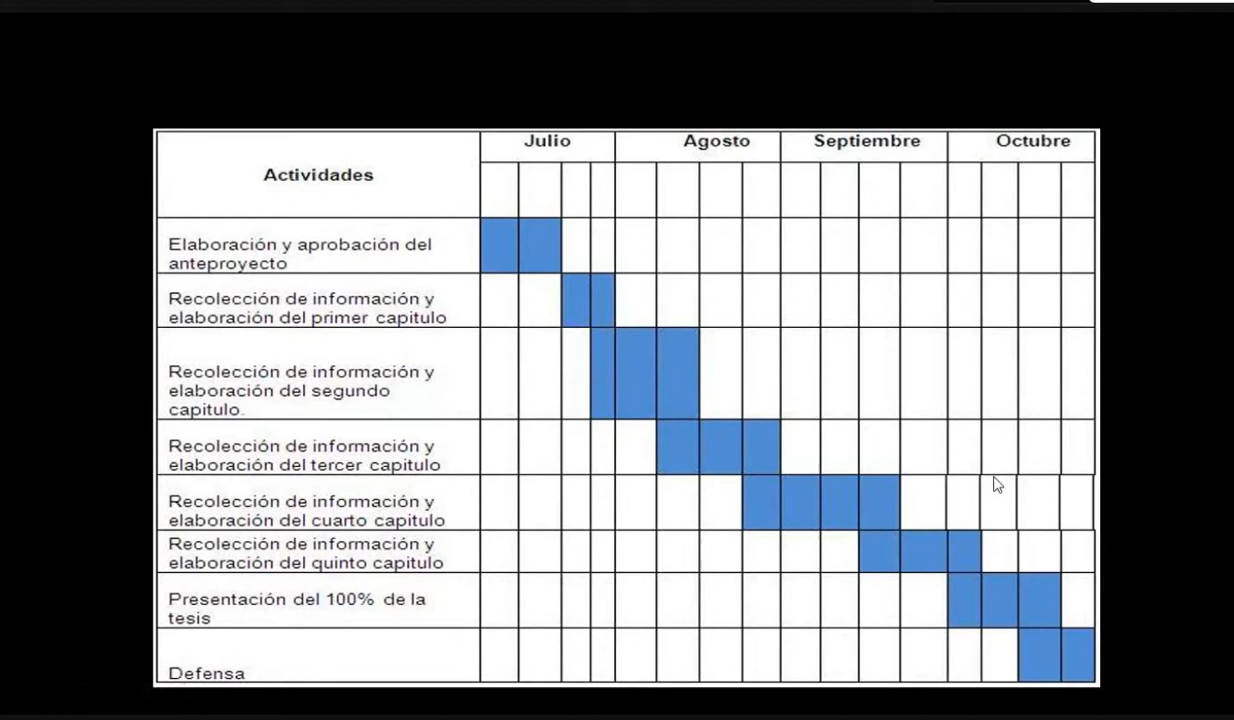 Actividades
Julio
Agosto
Septiembre
Octubre
Elaboración y aprobación del
anteproyecto
Recolección de información y
elaboración del primer capitulo
Recolección de información y
elaboración del segundo
capitulo.
Recolección de información y
elaboración del tercer capitulo
Recolección de información y
elaboración del cuarto capitulo
Recolección de información y
elaboración del quinto capitulo
Presentación del 100% de la
tesis
Defensa